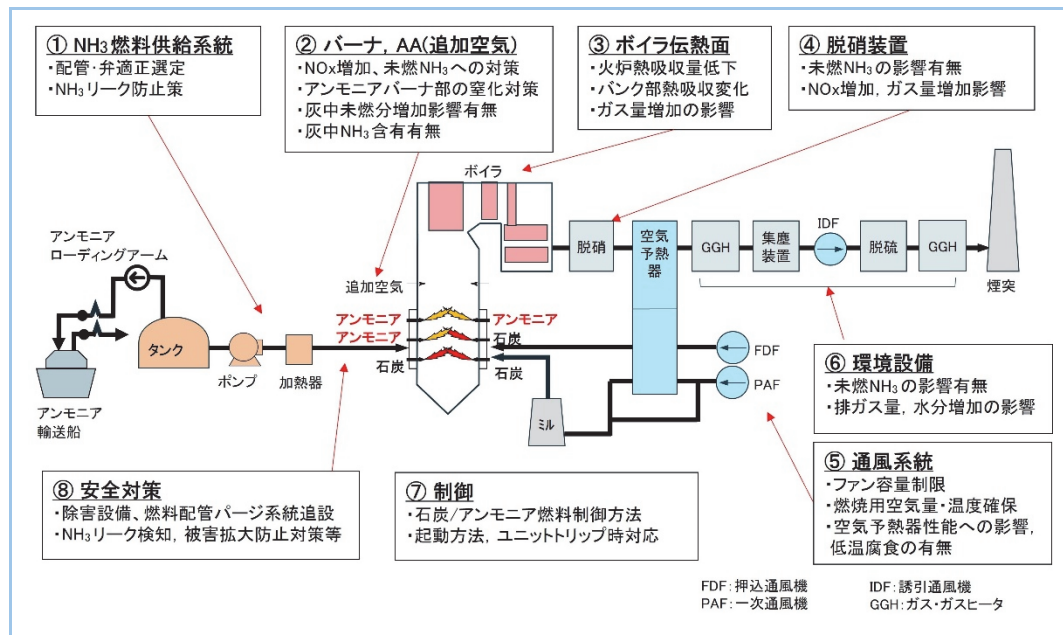 ① NH₃燃料供給系統
・配管・弁適正選定
・NH₃リーク防止策
② バーナ，AA(追加空気)
・NOx増加、未燃NH₃への対策
・アンモニアバーナ部の窒化対策
・灰中未燃分増加影響有無
・灰中NH₃含有有無
③ ボイラ伝熱面
・火炉熱吸収量低下
・バンク部熱吸収変化
・ガス量増加の影響
④ 脱硝装置
・未燃NH₃の影響有無
・NOx増加，ガス量増加影響
ボイラ
アンモニア
ローディングアーム
タンク
ポンプ
加熱器
アンモニア
輸送船
追加空気
アンモニア
アンモニア
石炭
アンモニア
石炭
石炭
ミル
脱硝
空気
予熱
器
GGH
集塵
装置
IDF
脱硫
GGH
煙突
FDF
PAF
⑥ 環境設備
・未燃NH₃の影響有無
・排ガス量，水分増加の影響
⑤ 通風系統
・ファン容量制限
・燃焼用空気量・温度確保
・空気予熱器性能への影響，
低温腐食の有無
⑧ 安全対策
・除害設備、燃料配管パージ系統追設
・NH₃リーク検知，被害拡大防止対策等
⑦ 制御
・石炭/アンモニア燃料制御方法
・起動方法，ユニットトリップ時対応
FDF：押込通風機
IDF：誘引通風機
PAF：一次通風機
GGH：ガス・ガスヒータ